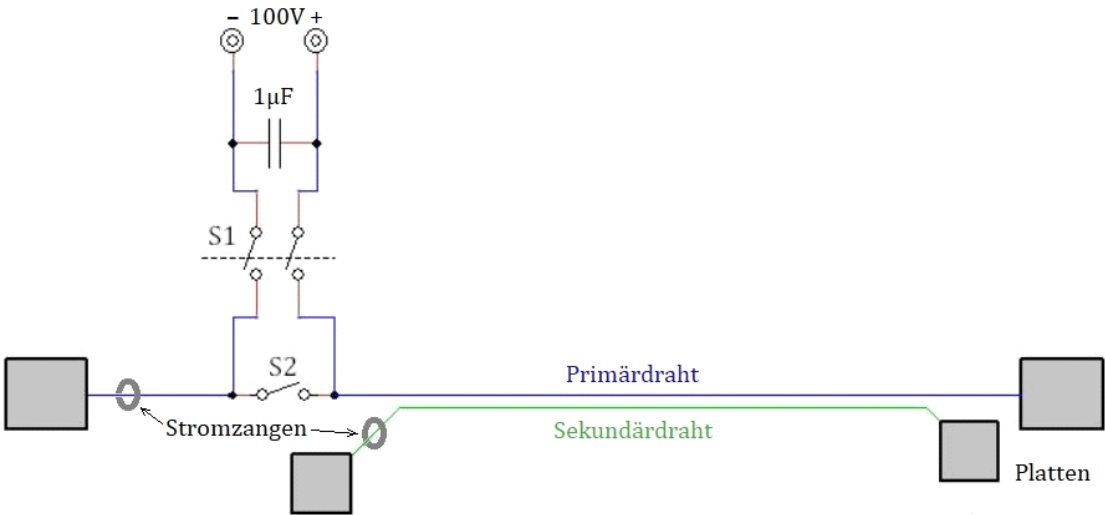 – 100V +
1µF
S1
S2
Primärdraht
Stromzangen
Sekundärdraht
Platten